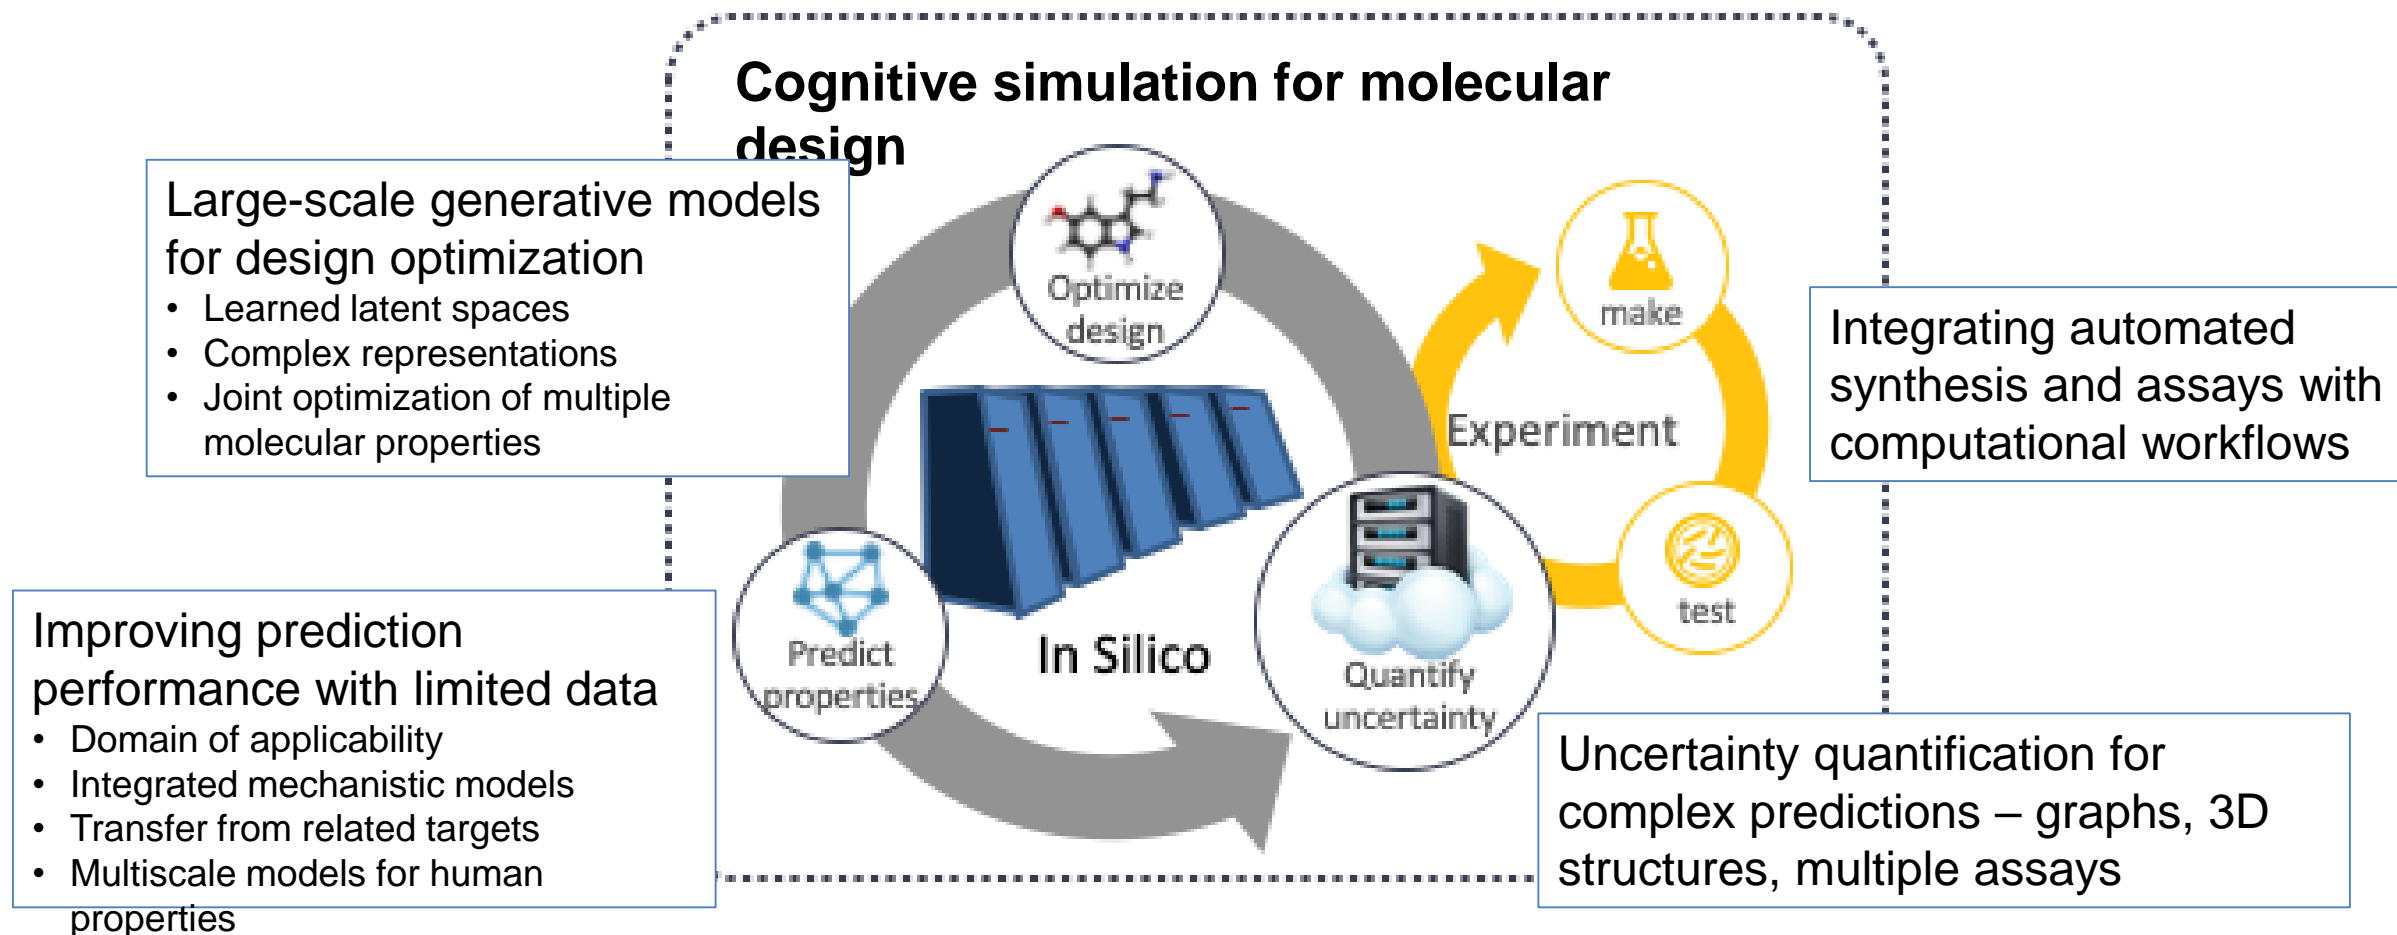 Cognitive simulation for molecular
design
Large-scale generative models
for design optimization
• Learned latent spaces
• Complex representations
• Joint optimization of multiple
molecular properties
Optimize
design
make
Experiment
test
Integrating automated
synthesis and assays with
computational workflows
Improving prediction
performance with limited data
• Domain of applicability
• Integrated mechanistic models
• Transfer from related targets
• Multiscale models for human
properties
Predict
properties
In Silico
Quantify
uncertainty
Uncertainty quantification for
complex predictions – graphs, 3D
structures, multiple assays